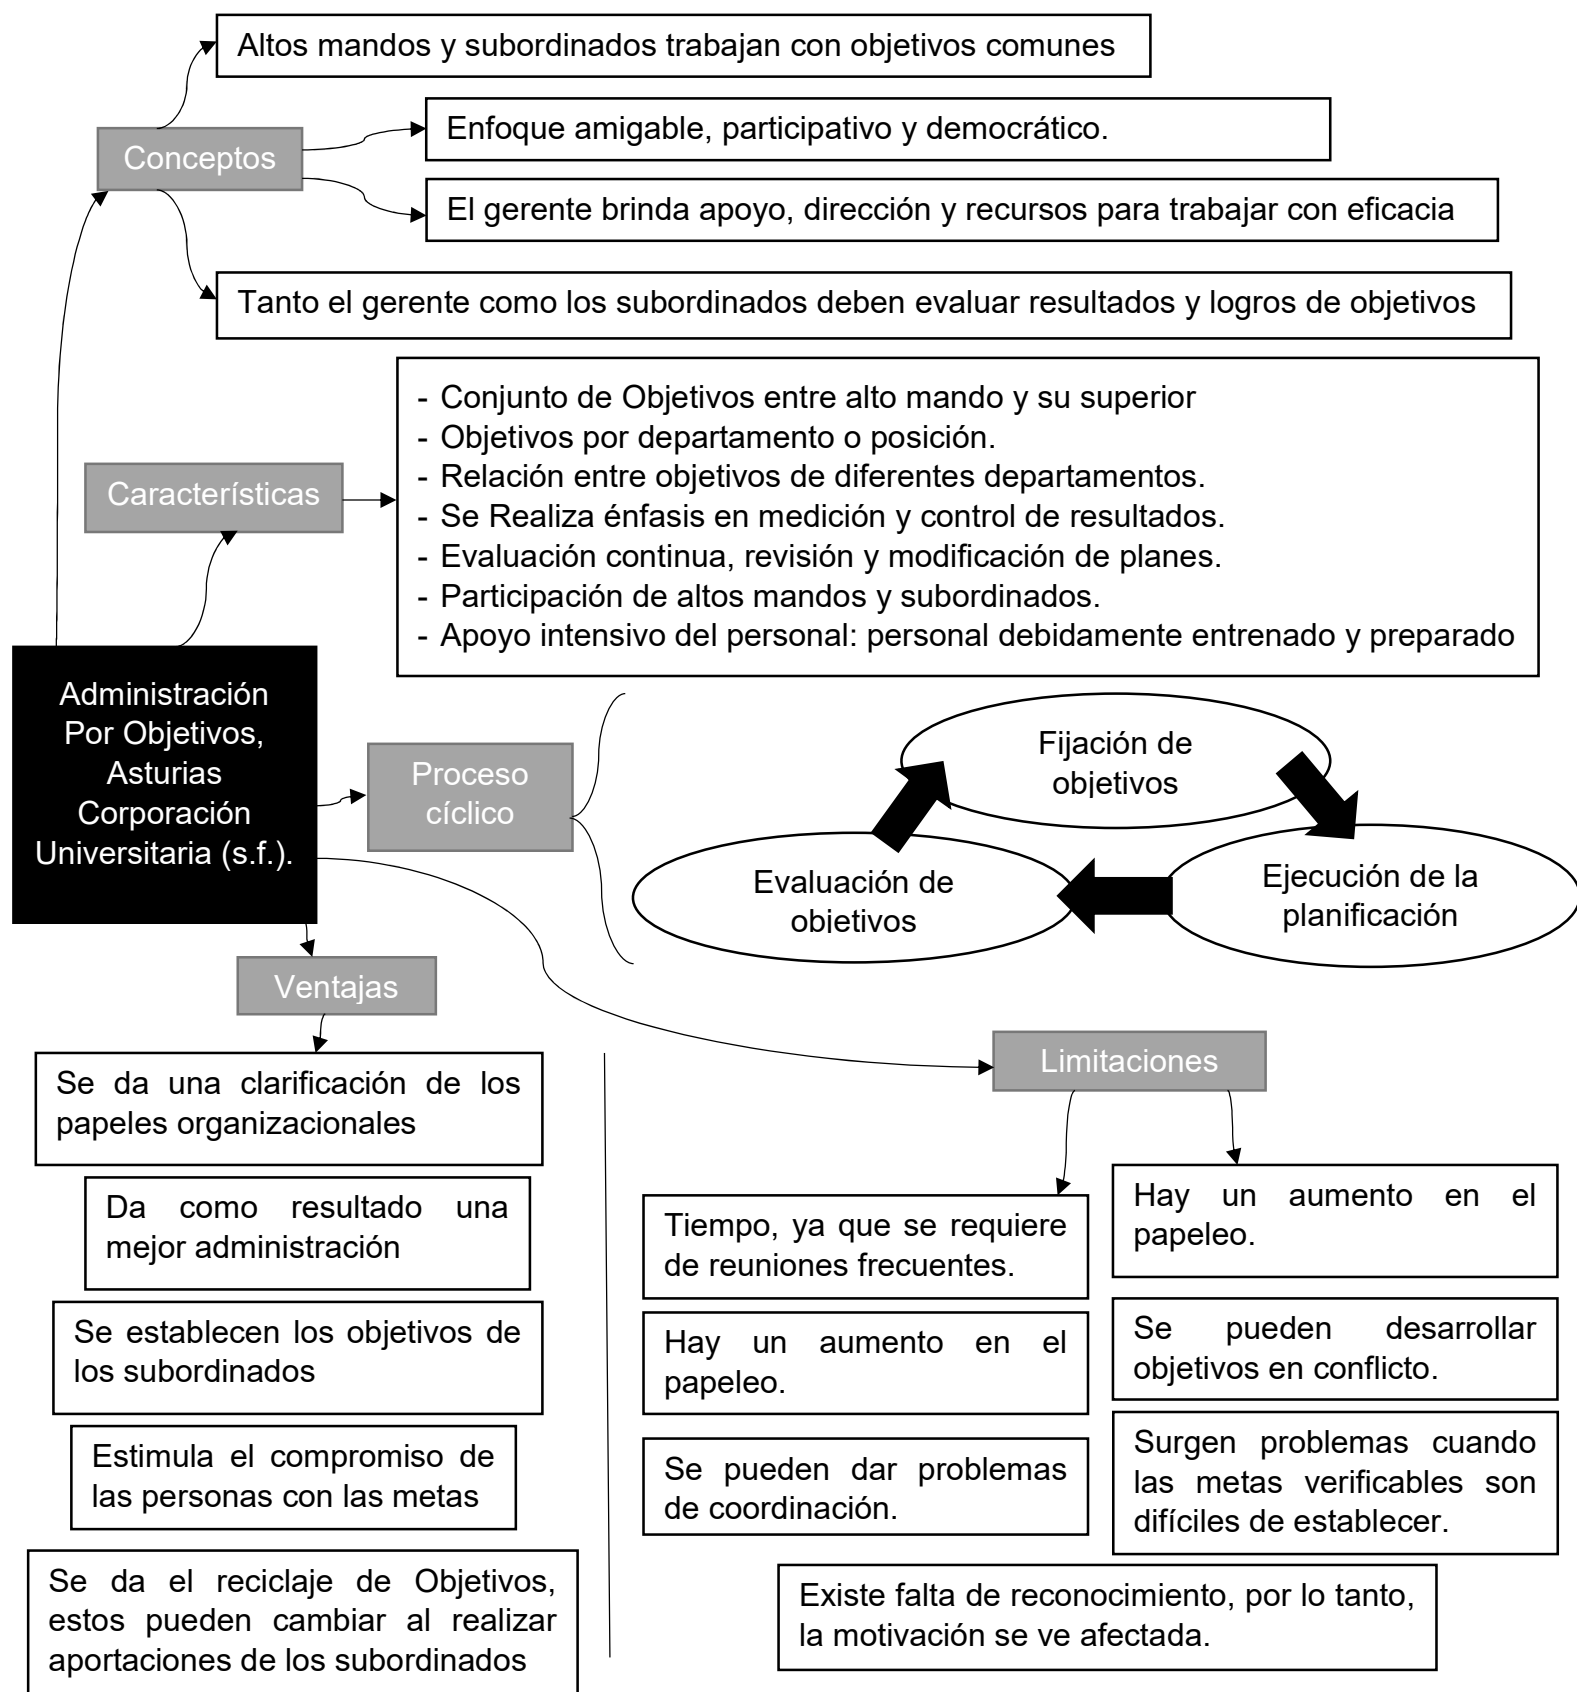 Altos mandos y subordinados trabajan con objetivos comunes
Conceptos
Enfoque amigable, participativo y democrático.
El gerente brinda apoyo, dirección y recursos para trabajar con eficacia
Tanto el gerente como los subordinados deben evaluar resultados y logros de objetivos
Características
- Conjunto de Objetivos entre alto mando y su superior
- Objetivos por departamento o posición.
- Relación entre objetivos de diferentes departamentos.
- Se Realiza énfasis en medición y control de resultados.
- Evaluación continua, revisión y modificación de planes.
- Participación de altos mandos y subordinados.
- Apoyo intensivo del personal: personal debidamente entrenado y preparado
Administración
Por Objetivos,
Asturias
Corporación
Universitaria (s.f.).
Proceso
cíclico
Fijación de
objetivos
Ejecución de la
planificación
Evaluación de
objetivos
Ventajas
Se da una clarificación de los
papeles organizacionales
Da como resultado una
mejor administración
Se establecen los objetivos de
los subordinados
Estimula el compromiso de
las personas con las metas
Se da el reciclaje de Objetivos,
estos pueden cambiar al realizar
aportaciones de los subordinados
Limitaciones
Tiempo, ya que se requiere
de reuniones frecuentes.
Hay un aumento en el
papeleo.
Se pueden dar problemas
de coordinación.
Hay un aumento en el
papeleo.
Se pueden desarrollar
objetivos en conflicto.
Surgen problemas cuando
las metas verificables son
difíciles de establecer.
Existe falta de reconocimiento, por lo tanto,
la motivación se ve afectada.